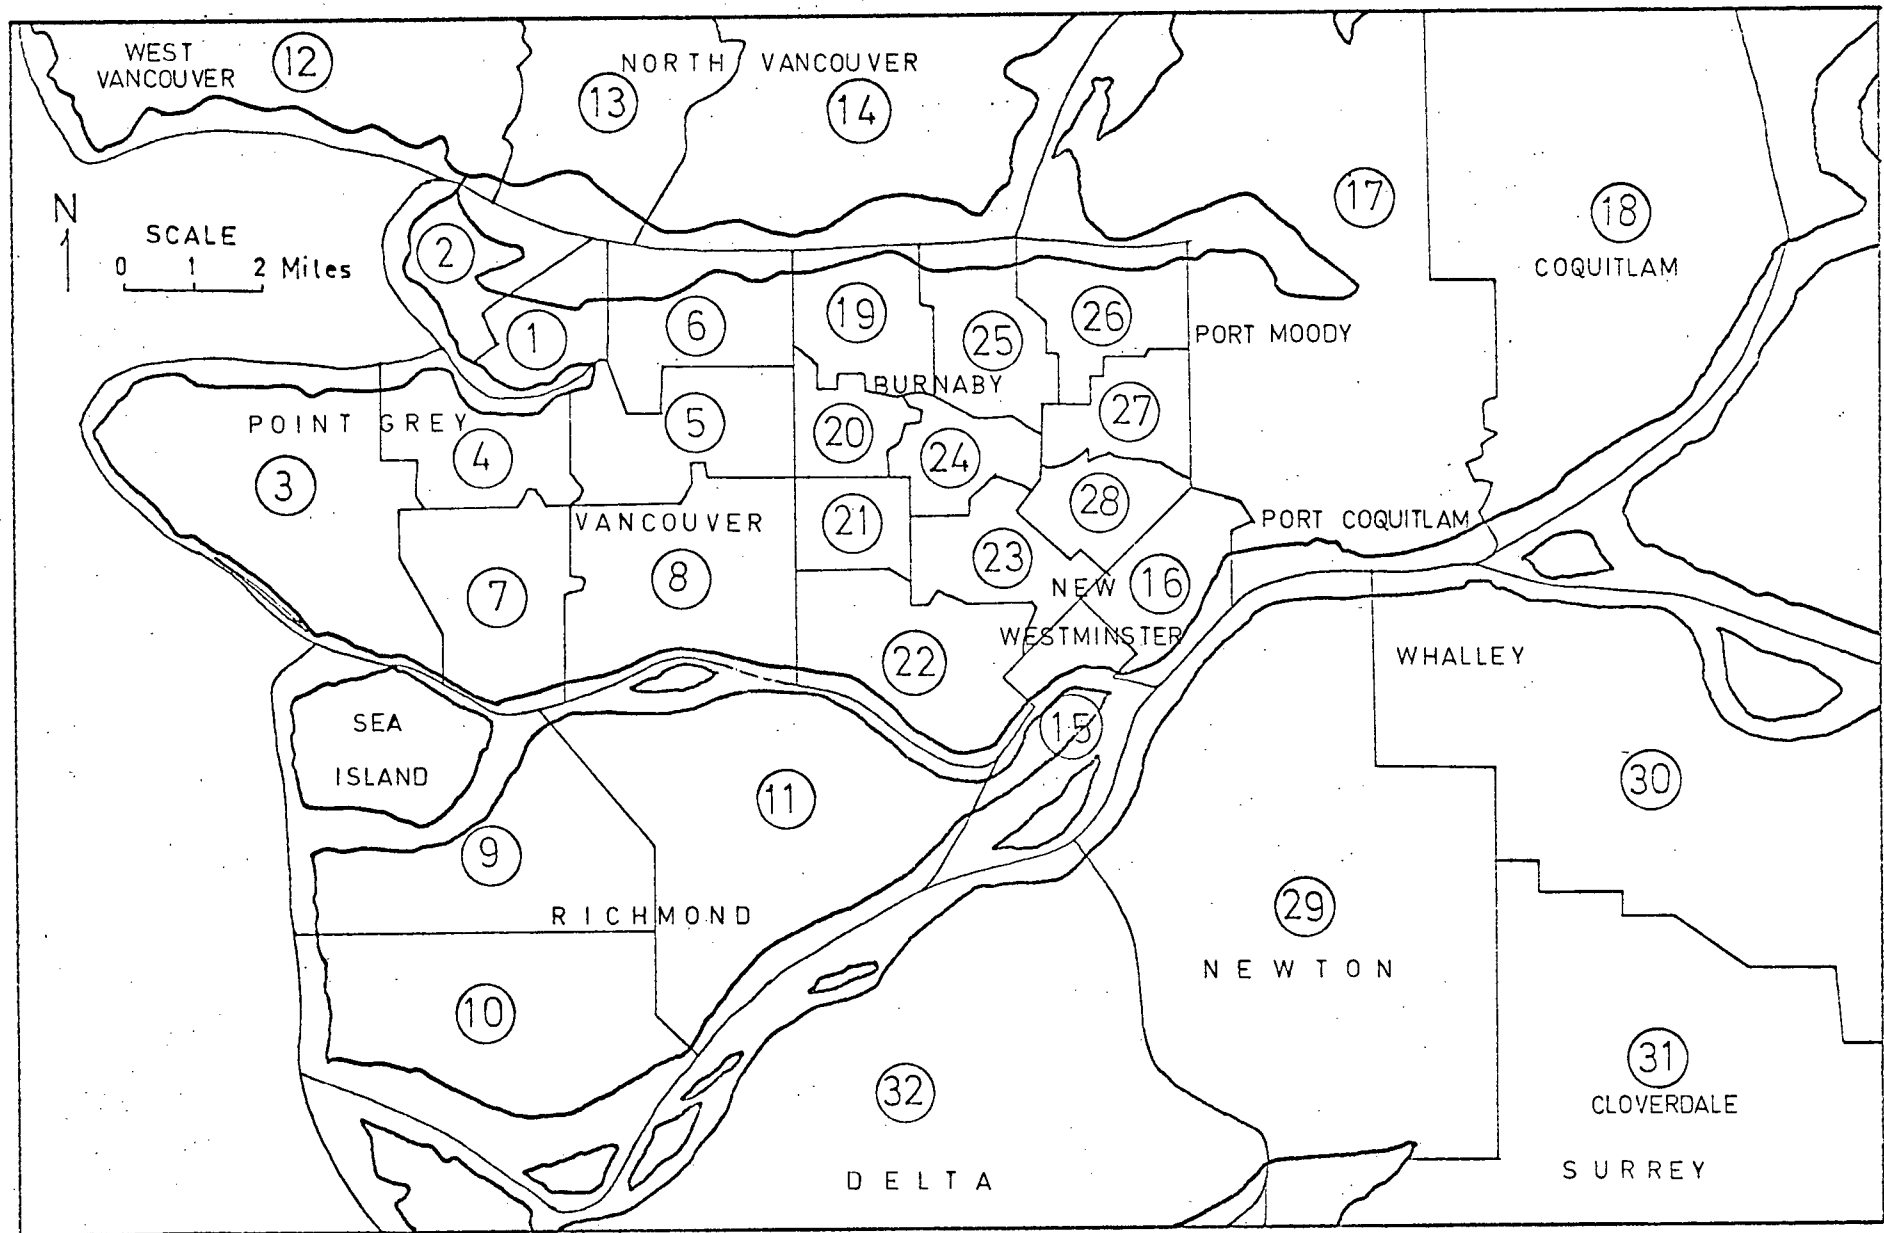 WEST
VANCOUVER
12
NORTH VANCOUVER
13
14
17
18
COQUITLAM
N
SCALE
0 1 2 Miles
2
1
6
19
25
26
PORT MOODY
BURNABY
POINT GREY
3
4
5
20
24
27
28
VANCOUVER
PORT COQUITLAM
7
8
21
23
16
NEW
WESTMINSTER
22
WHALLEY
SEA
ISLAND
15
9
11
30
RICHMOND
29
NEWTON
10
31
CLOVERDALE
32
DELTA
SURREY